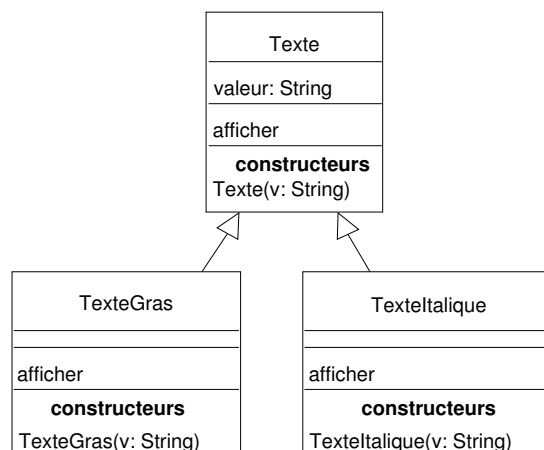 Texte
valeur: String
afficher
constructeurs
Texte(v: String)
TexteGras
afficher
constructeurs
TexteGras(v: String)
TexteItalique
afficher
constructeurs
TexteItalique(v: String)